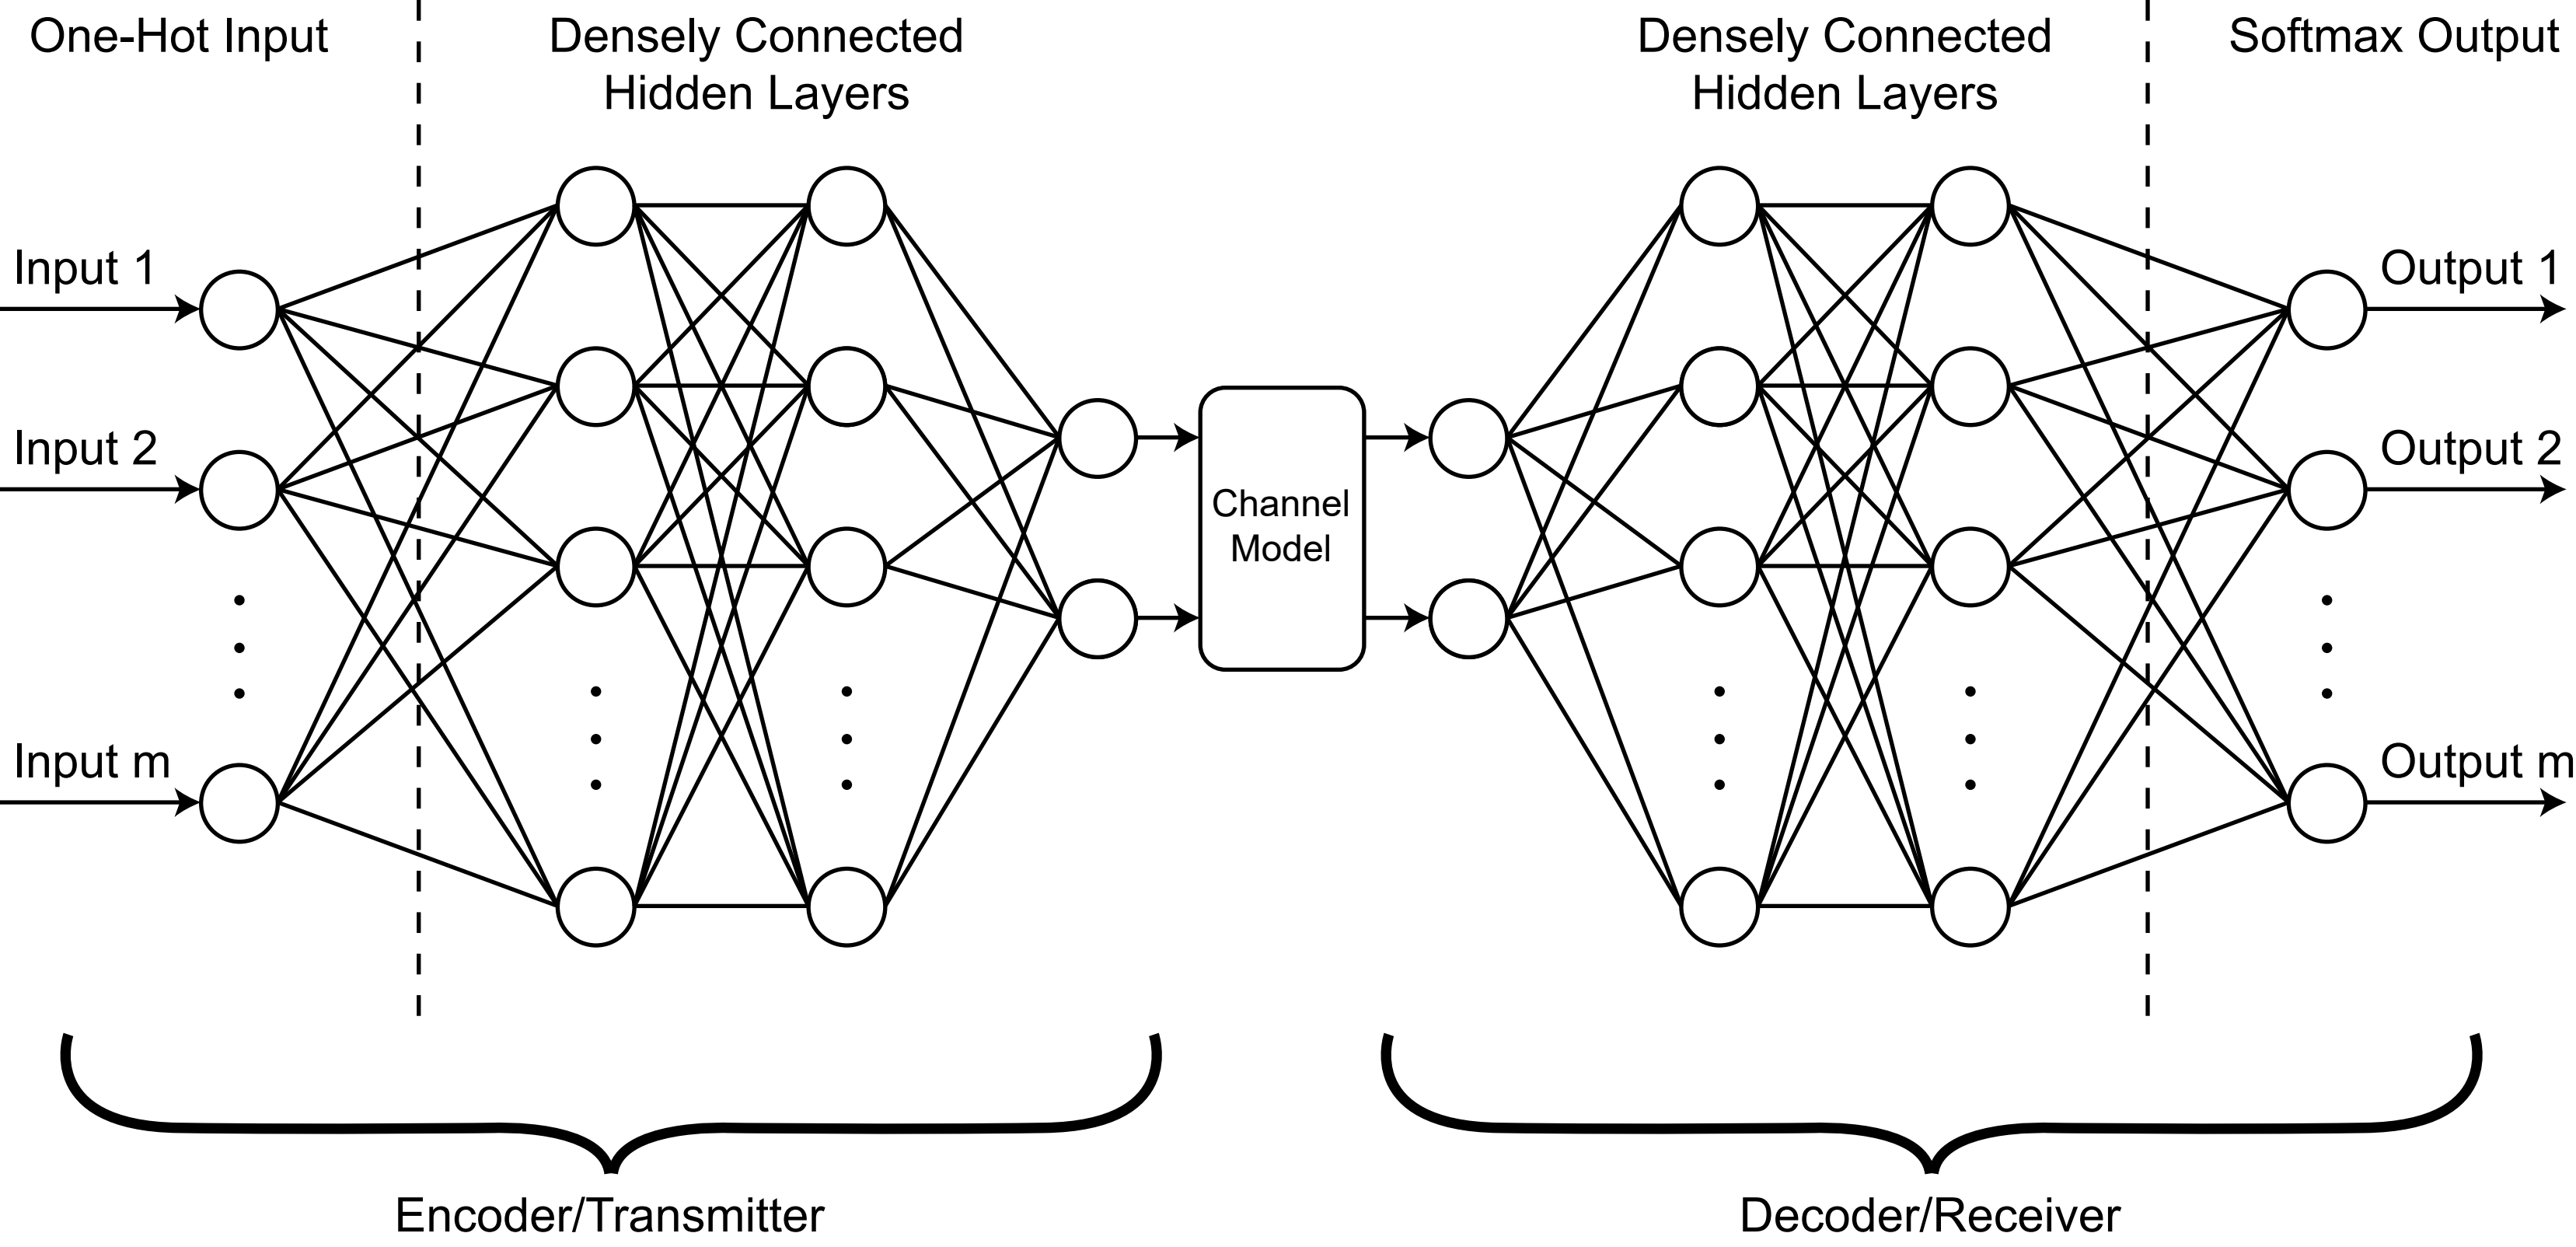 One-Hot Input
Densely Connected
Hidden Layers
Densely Connected
Hidden Layers
Softmax Output
Input 1
Input 2
Input m
Channel
Model
Output 1
Output 2
Output m
Encoder/Transmitter
Decoder/Receiver